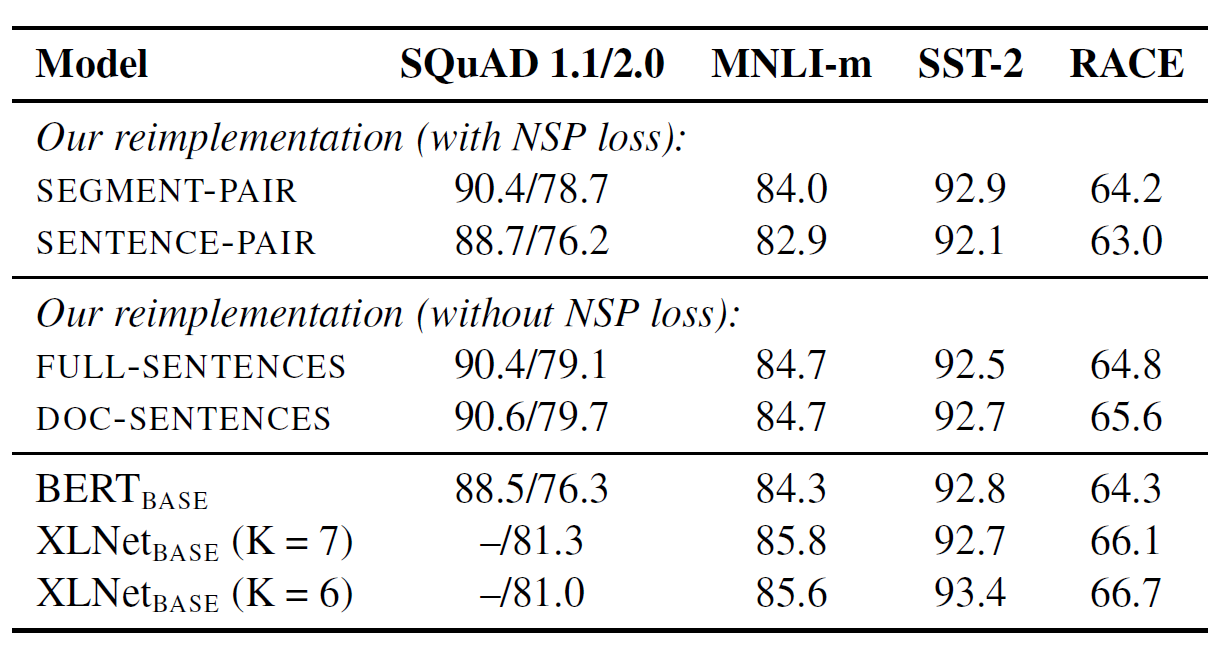 Model SQuAD 1.1/2.0 MNLI-m SST-2 RACE
Our reimplementation (with NSP loss):
SEGMENT-PAIR 90.4/78.7 84.0 92.9 64.2
SENTENCE-PAIR 88.7/76.2 82.9 92.1 63.0
Our reimplementation (without NSP loss):
FULL-SENTENCES 90.4/79.1 84.7 92.5 64.8
DOC-SENTENCES 90.6/79.7 84.7 92.7 65.6
BERTBASE 88.5/76.3 84.3 92.8 64.3
XLNetBASE (K = 7) –/81.3 85.8 92.7 66.1
XLNetBASE (K = 6) –/81.0 85.6 93.4 66.7